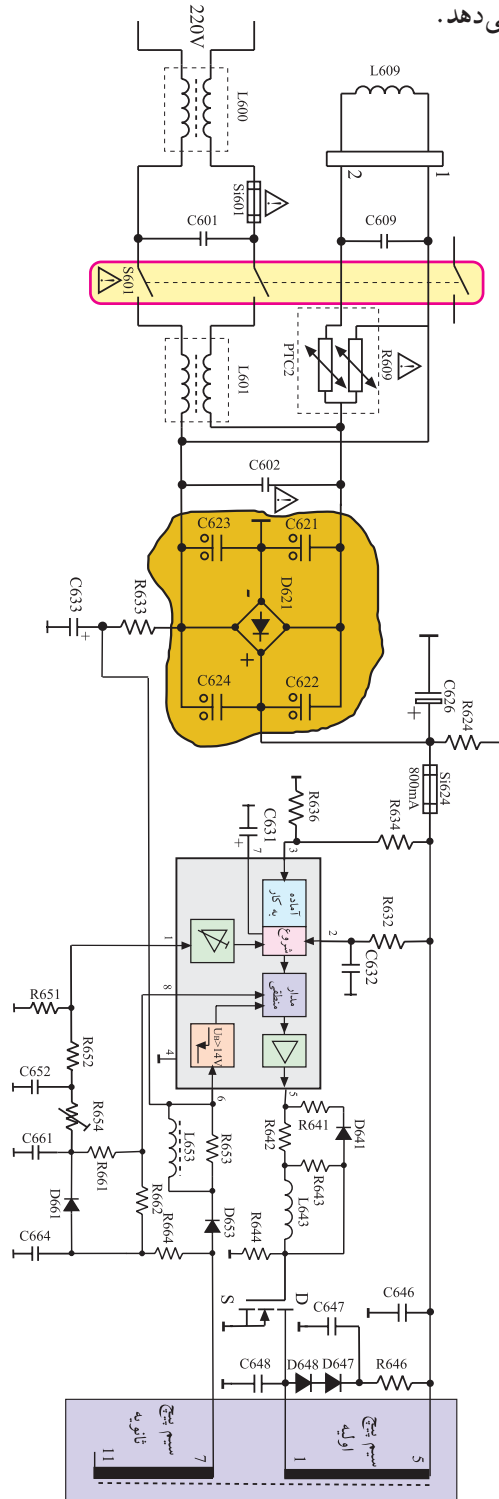 ی‌دهد.
220V
L600
L609
1
2
Si601
C601
C609
S601
L601
PTC2
R609
C602
C623
C621
D621
-
+
C624
C622
C633
+
R633
C626
+
R624
Si624
800mA
R636
R634
C631
+
7
3
آماده
به کار
شروع
2
R632
C632
1
8
مدار
منطقی
UB>14V
4
6
5
R651
R652
C652
R654
C661
R661
D661
R662
C664
R664
L653
R653
D653
R641
D641
R642
R643
L643
R644
D
S
C646
C647
C648
D648
D647
R646
سیم پیچ
ثانویه
11
7
سیم پیچ
اولیه
1
5